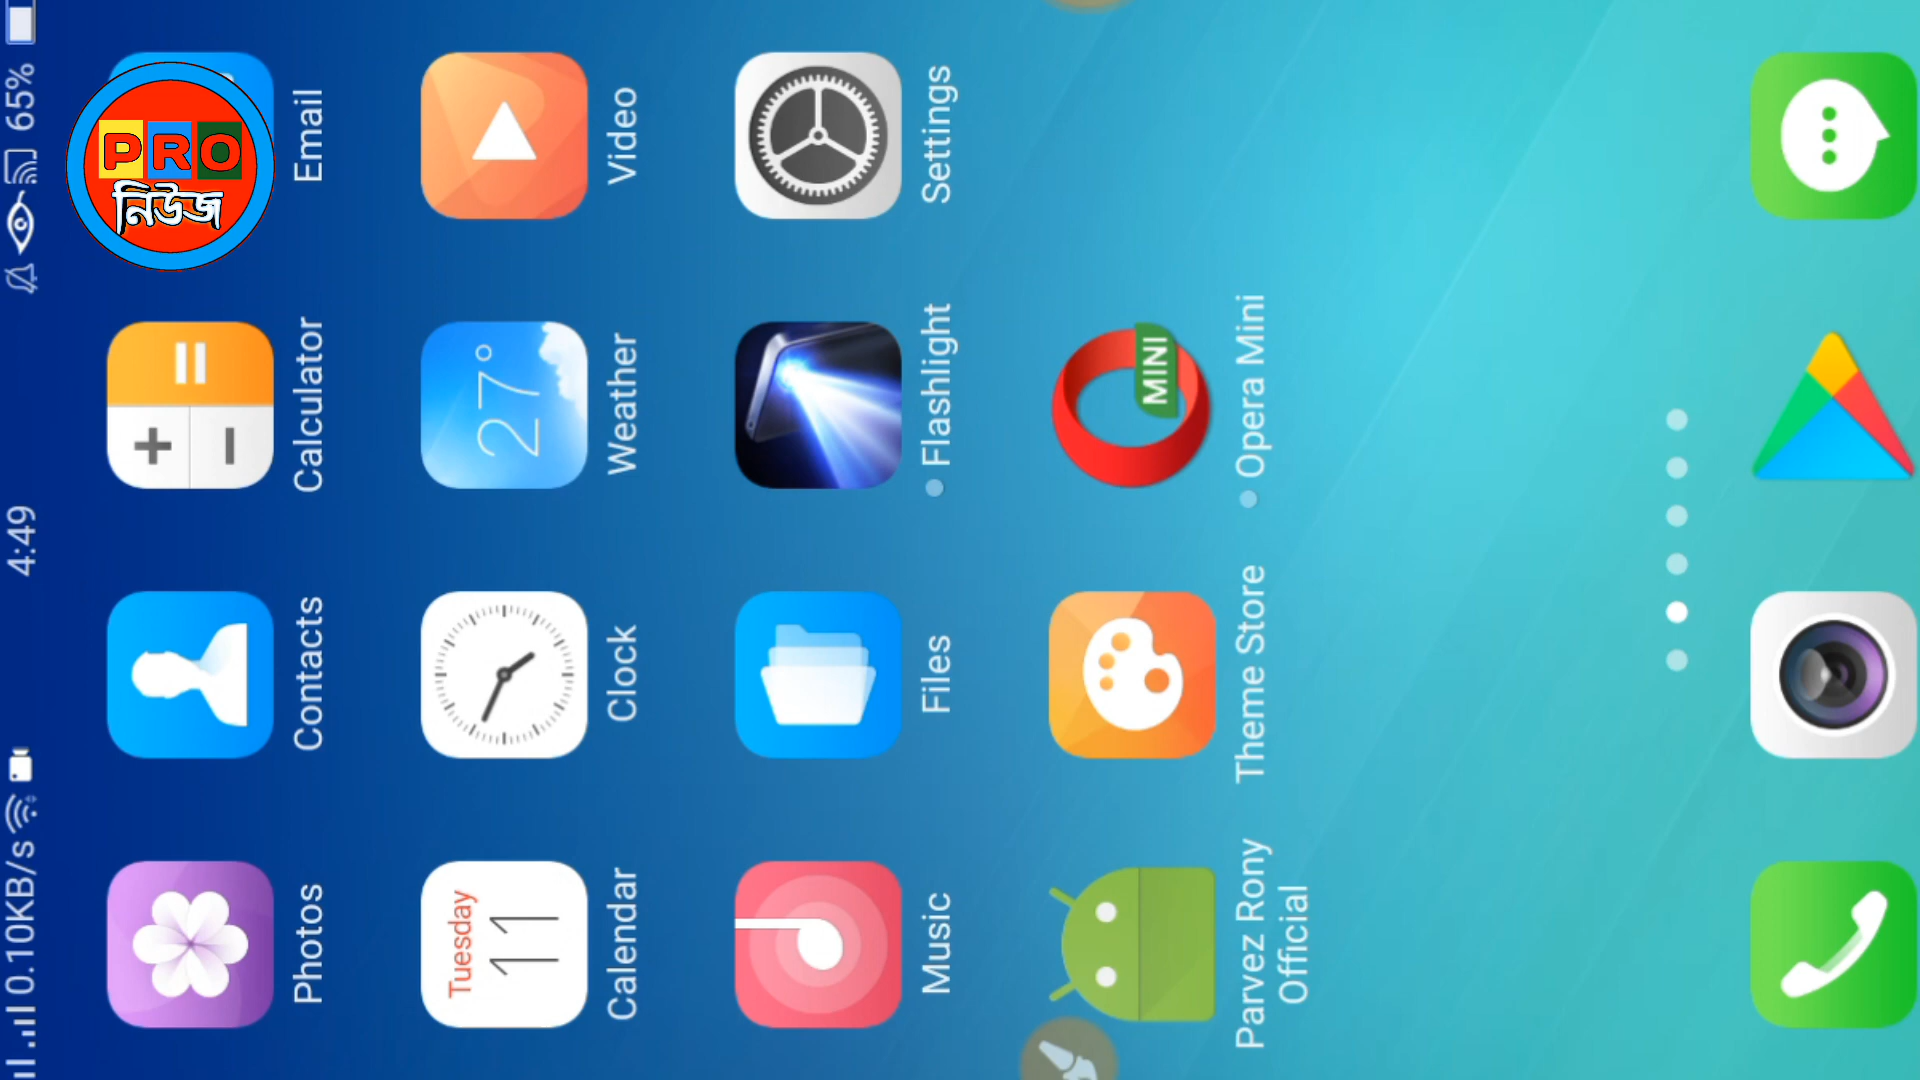 0.10KB/s 4:49 65%
PRO
নিউজ
Photos Contacts Calculator Email
Tuesday
11
27°
Calendar Clock Weather Video
Music Files Flashlight Settings
MINI
Parvez Rony Theme Store Opera Mini
Official